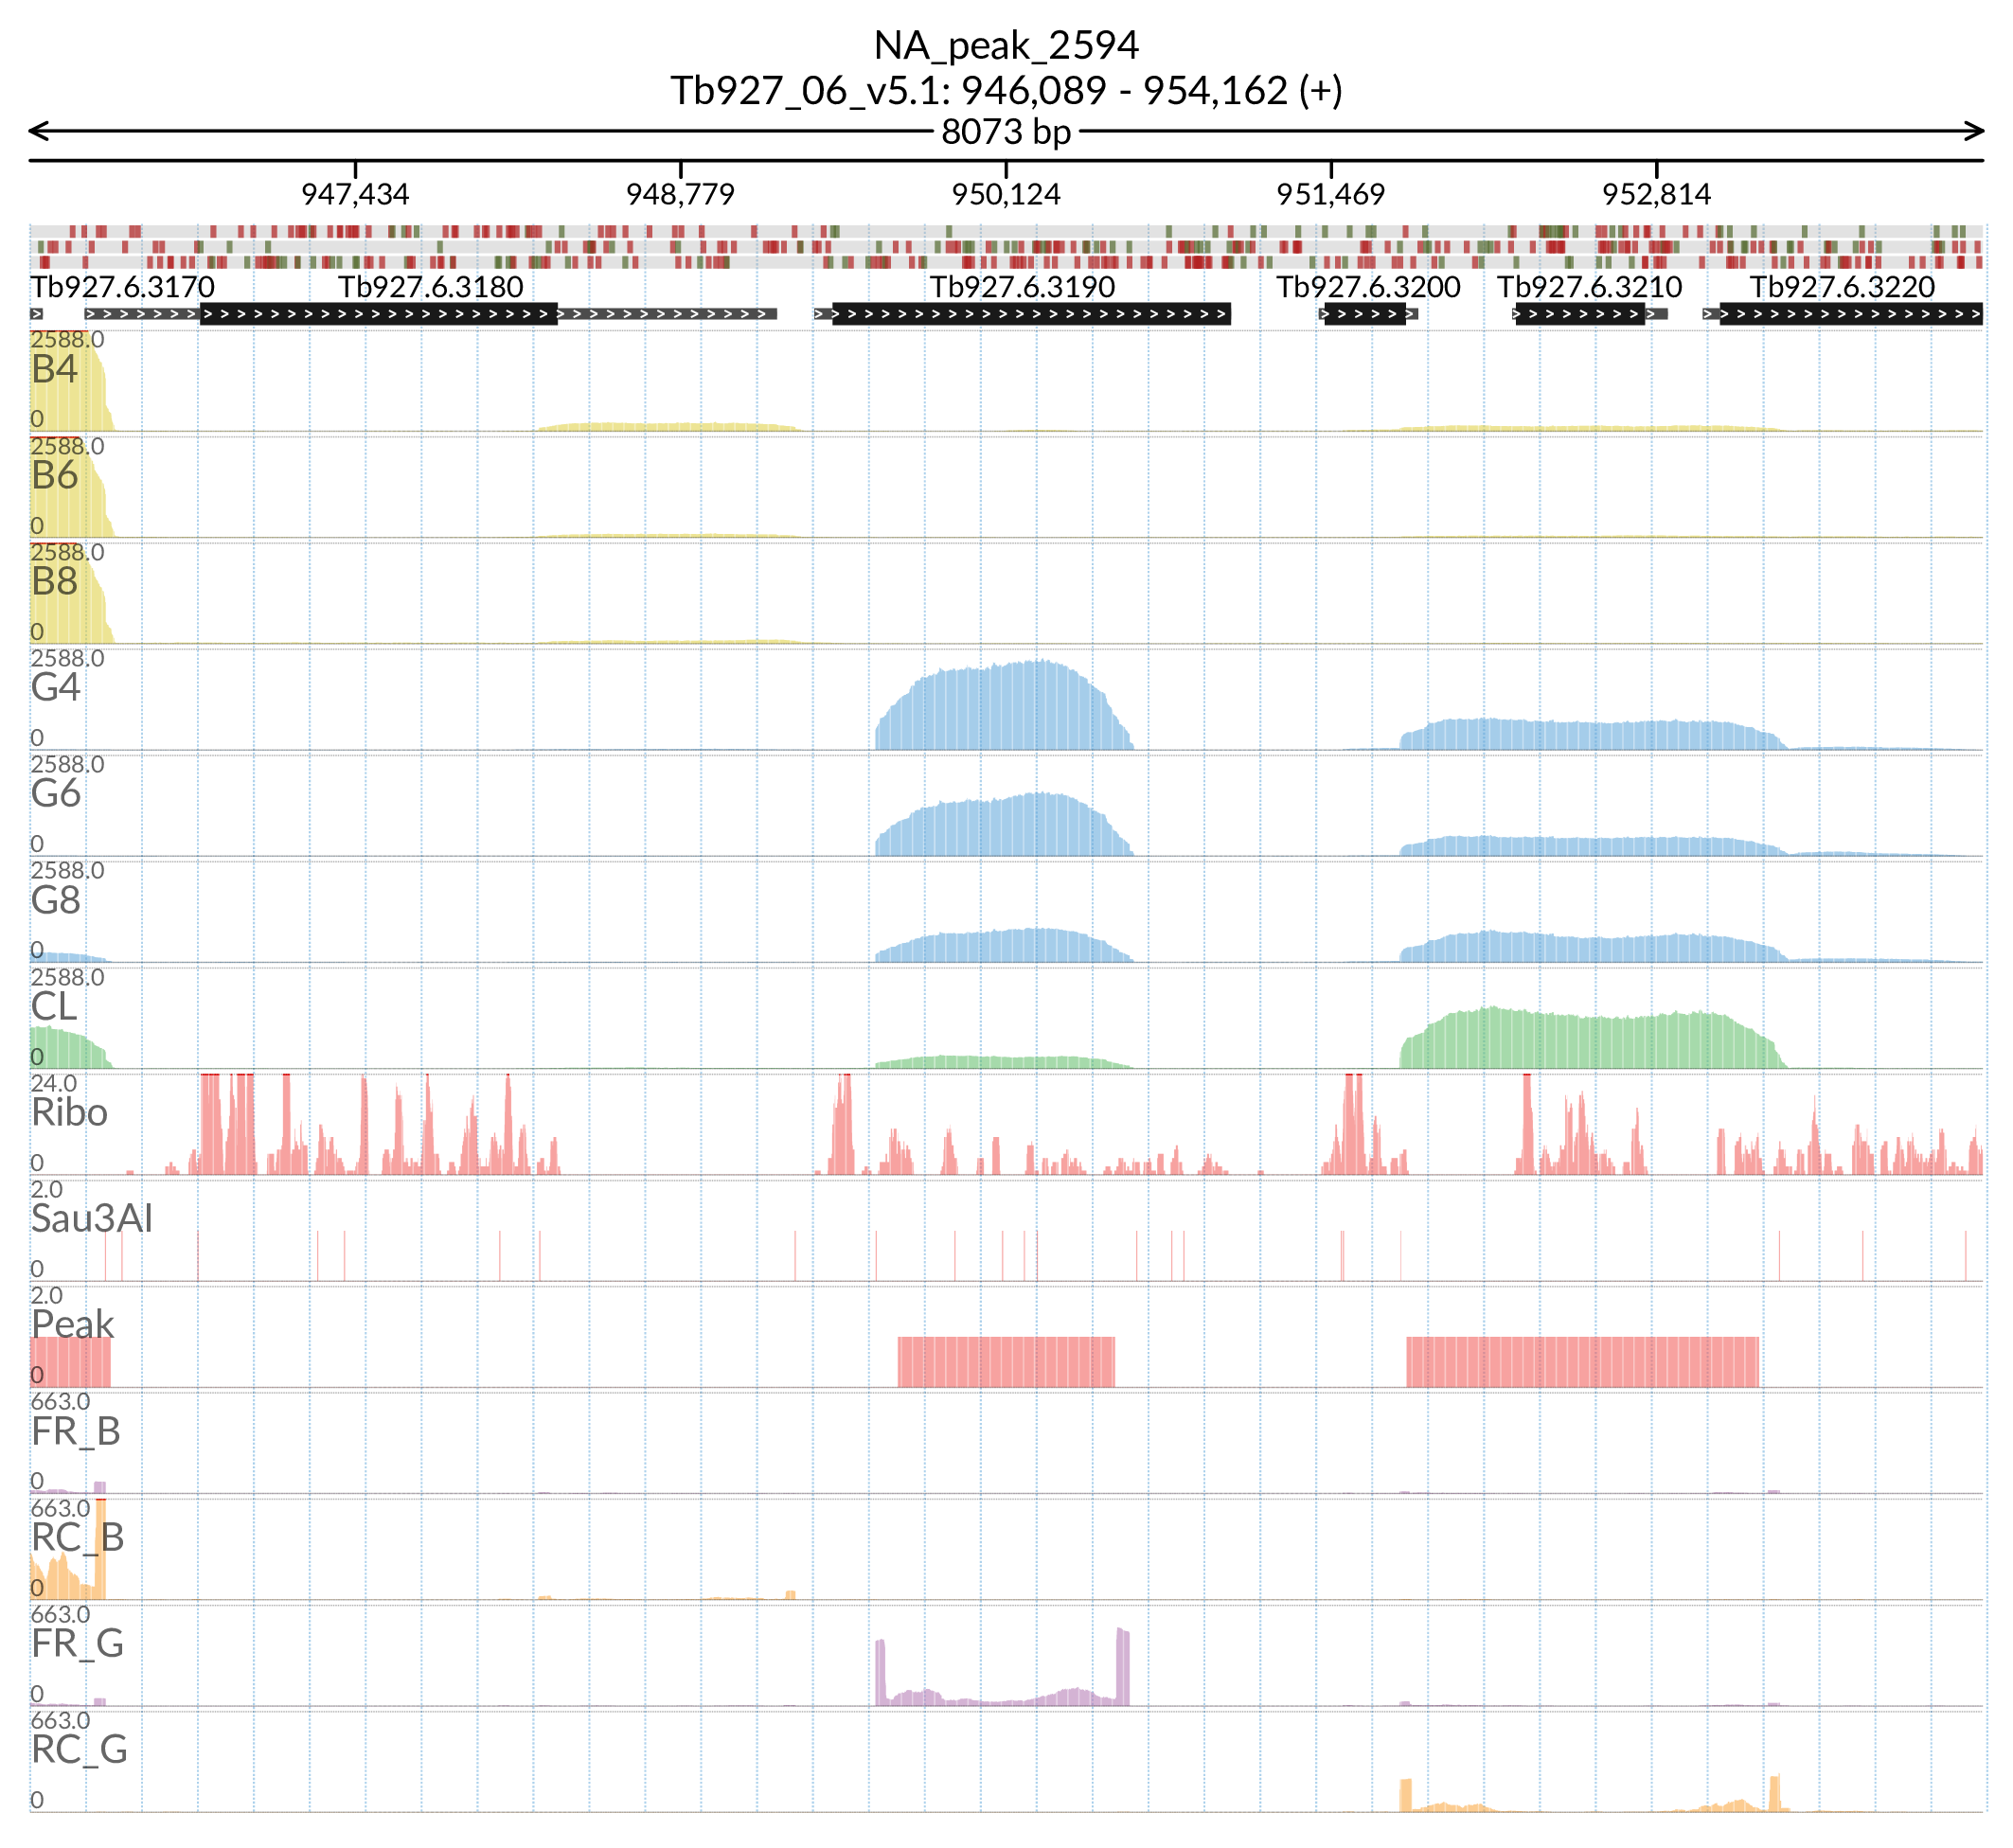 NA_peak_2594
Tb927_06_v5.1: 946,089 - 954,162 (+)
8073 bp
947,434 948,779 950,124 951,469 952,814
Tb927.6.3170 Tb927.6.3180 Tb927.6.3190 Tb927.6.3200 Tb927.6.3210 Tb927.6.3220
2588.0
B4
0
2588.0
B6
0
2588.0
B8
0
2588.0
G4
0
2588.0
G6
0
2588.0
G8
0
2588.0
CL
0
24.0
Ribo
0
2.0
Sau3AI
0
2.0
Peak
0
663.0
FR_B
0
663.0
RC_B
0
663.0
FR_G
0
663.0
RC_G
0